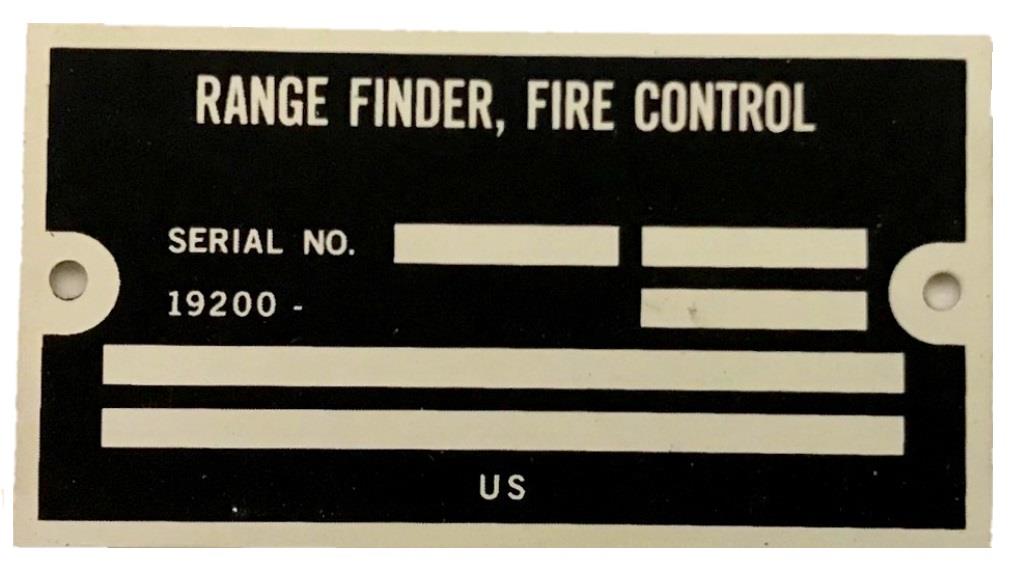 RANGE FINDER, FIRE CONTROL
SERIAL NO.
19200 -
US